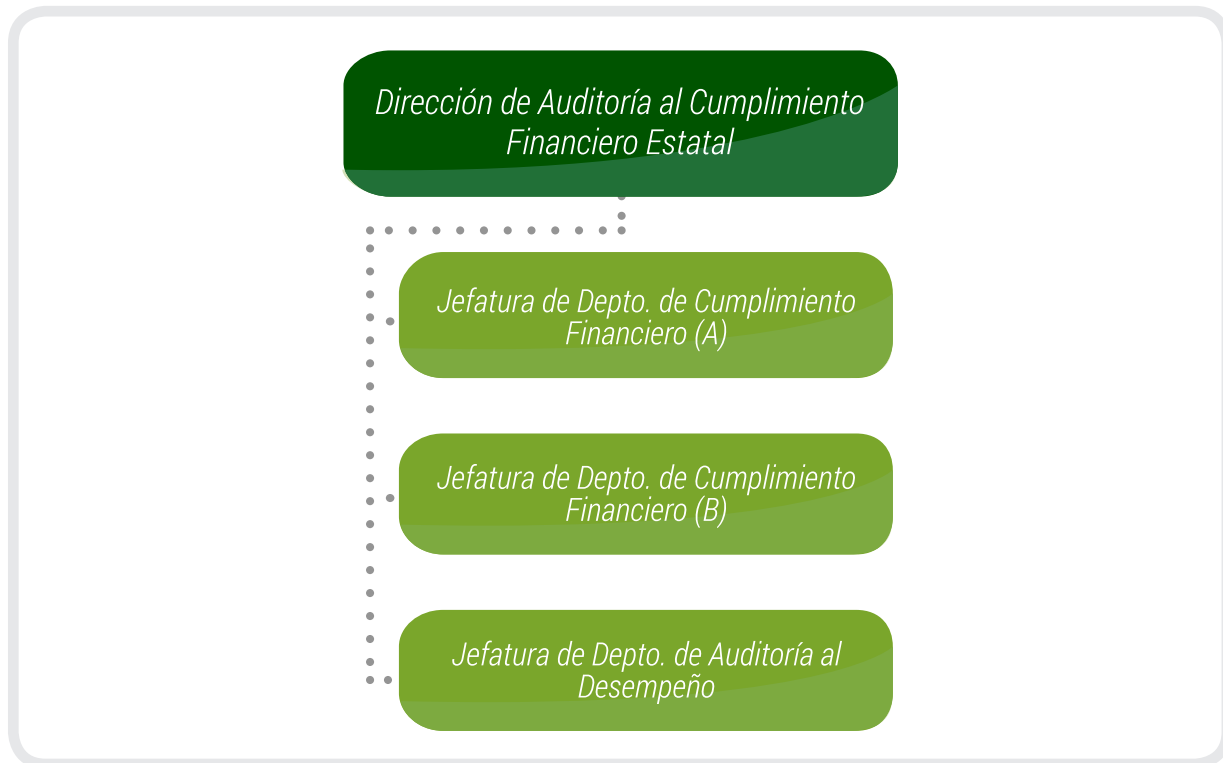 Dirección de Auditoría al Cumplimiento
Financiero Estatal
Jefatura de Depto. de Cumplimiento
Financiero (A)
Jefatura de Depto. de Cumplimiento
Financiero (B)
Jefatura de Depto. de Auditoría al
Desempeño